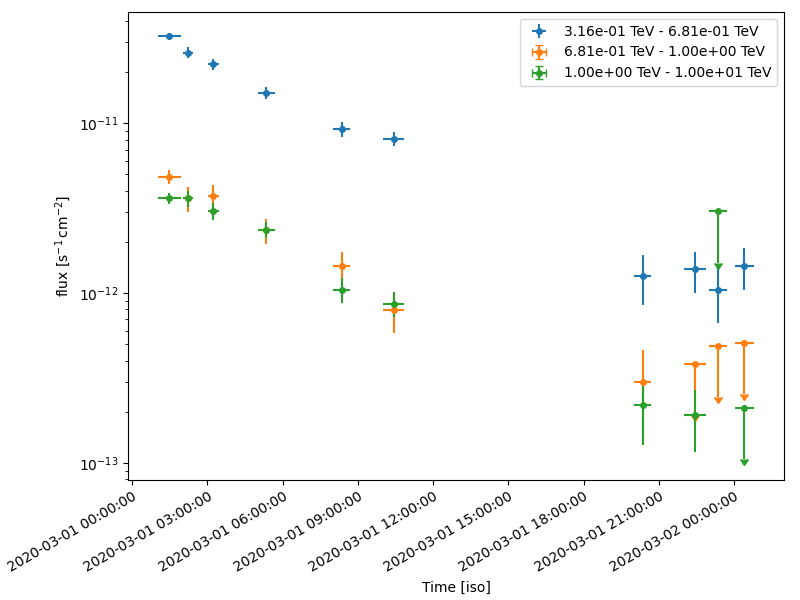 3.16e-01 TeV - 6.81e-01 TeV
6.81e-01 TeV - 1.00e+00 TeV
1.00e+00 TeV - 1.00e+01 TeV
flux [s⁻¹cm⁻²]
10⁻¹¹
10⁻¹²
10⁻¹³
2020-03-01 00:00:00
2020-03-01 03:00:00
2020-03-01 06:00:00
2020-03-01 09:00:00
2020-03-01 12:00:00
2020-03-01 15:00:00
2020-03-01 18:00:00
2020-03-01 21:00:00
2020-03-02 00:00:00
Time [iso]